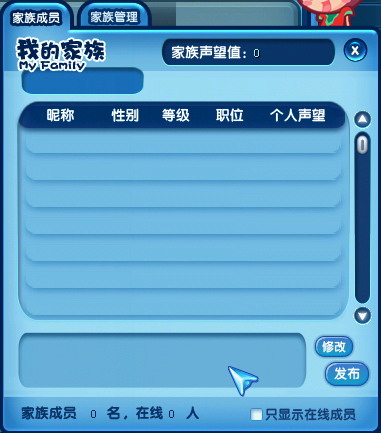 家族成员 家族管理
我的家族
My Family
家族声望值：0
昵称 性别 等级 职位 个人声望
修改
发布
家族成员 0 名，在线 0 人
只显示在线成员